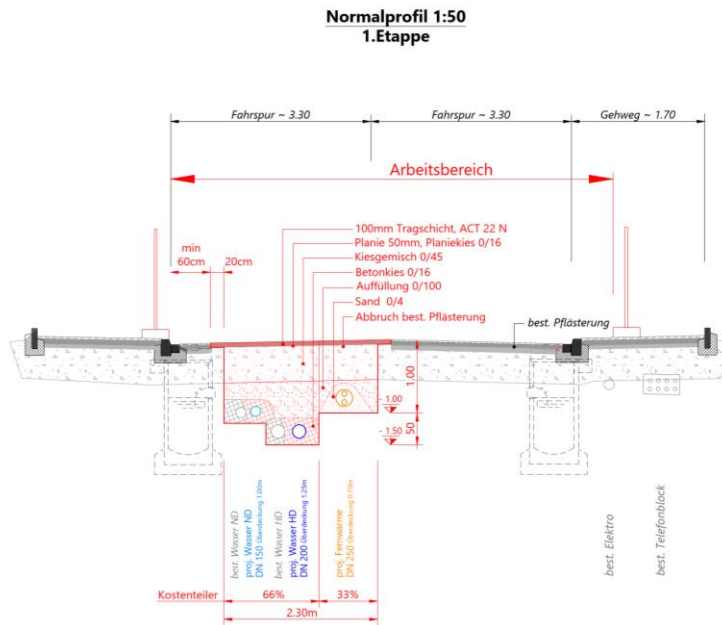 Normalprofil 1:50
1.Etappe
Fahrspur ~ 3.30
Fahrspur ~ 3.30
Gehweg ~ 1.70
Arbeitsbereich
100mm Tragschicht, ACT 22 N
min
60cm
20cm
Planie 50mm, Planiekies 0/16
Kiesgemisch 0/45
Betonkies 0/16
Auffüllung 0/100
Sand 0/4
Abbruch best. Pflästerung
best. Pflästerung
1.00
- 1.00
50
- 1.50
best. Wasser ND
proj. Wasser ND
DN 150 Überdeckung 1.00m
best. Wasser HD
proj. Wasser HD
DN 200 Überdeckung 1.25m
proj. Fernwärme
DN 250 Überdeckung 0.70m
best. Elektro
best. Telefonblock
Kostenteiler
66%
33%
2.30m